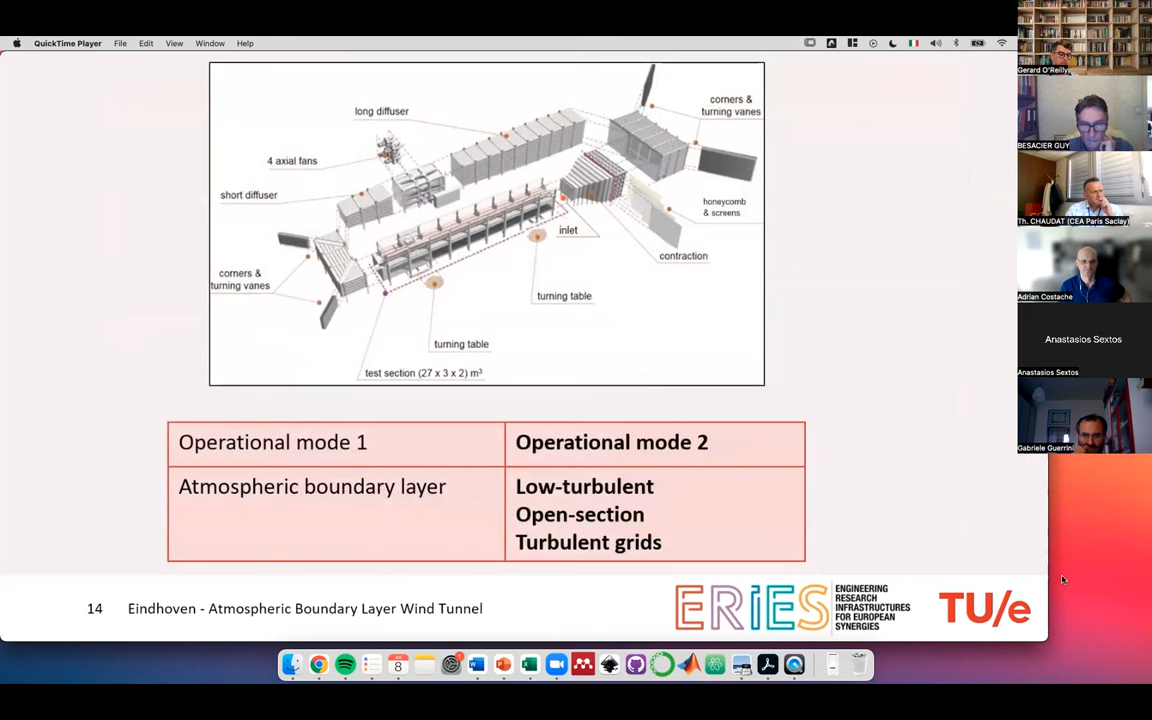 QuickTime Player File Edit View Window Help
long diffuser
corners &
turning vanes
4 axial fans
short diffuser
honeycomb
& screens
inlet
contraction
corners &
turning vanes
turning table
turning table
test section (27 x 3 x 2) m³
Operational mode 1
Operational mode 2
Atmospheric boundary layer
Low-turbulent
Open-section
Turbulent grids
14 Eindhoven - Atmospheric Boundary Layer Wind Tunnel
ERIES
ENGINEERING
RESEARCH
INFRASTRUCTURES
FOR EUROPEAN
SYNERGIES
TU/e
8
Gerard O'Reilly
BESACIER GUY
Th. CHAUDAT (CEA Paris Saclay)
Adrian Costache
Anastasios Sextos
Anastasios Sextos
Gabriele Guerrini